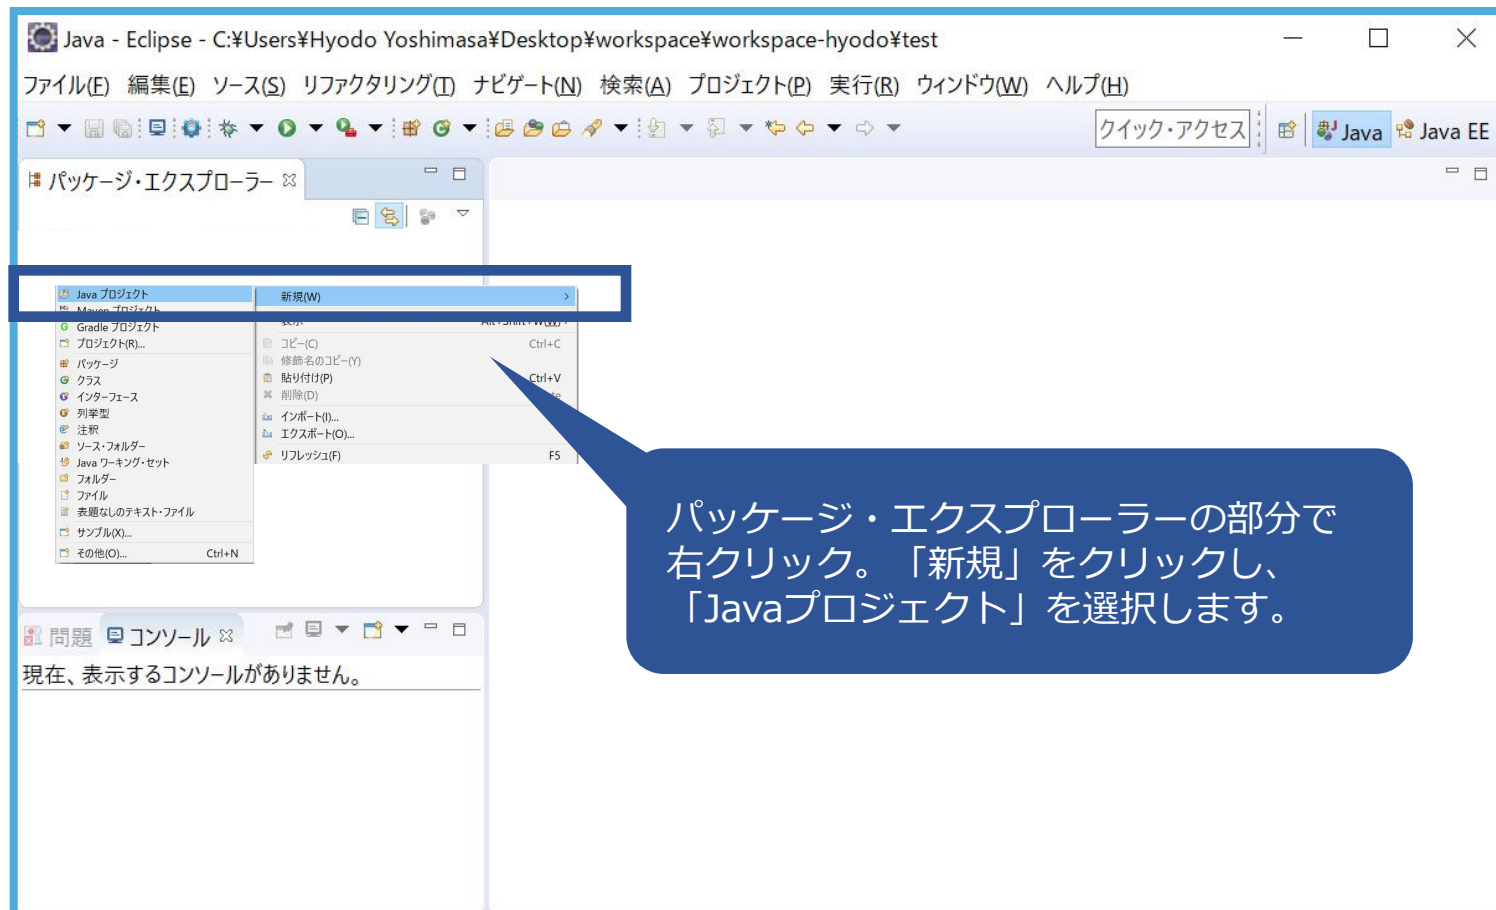 Java - Eclipse - C:¥Users¥Hyodo Yoshimasa¥Desktop¥workspace¥workspace-hyodo¥test
ファイル(F) 編集(E) ソース(S) リファクタリング(T) ナビゲート(N) 検索(A) プロジェクト(P) 実行(R) ウィンドウ(W) ヘルプ(H)
クイック・アクセス Java Java EE
パッケージ・エクスプローラー
Java プロジェクト
Maven プロジェクト
Gradle プロジェクト
プロジェクト(R)...
パッケージ
クラス
インターフェース
列挙型
注釈
ソース・フォルダー
Java ワーキング・セット
フォルダー
ファイル
表題なしのテキスト・ファイル
サンプル(X)...
その他(O)... Ctrl+N
新規(W)
表示 Alt+Shift+W(W)
コピー(C) Ctrl+C
修飾名のコピー(Y)
貼り付け(P) Ctrl+V
削除(D)
インポート(I)...
エクスポート(O)...
リフレッシュ(F) F5
パッケージ・エクスプローラーの部分で
右クリック。「新規」をクリックし、
「Javaプロジェクト」を選択します。
問題 コンソール
現在、表示するコンソールがありません。